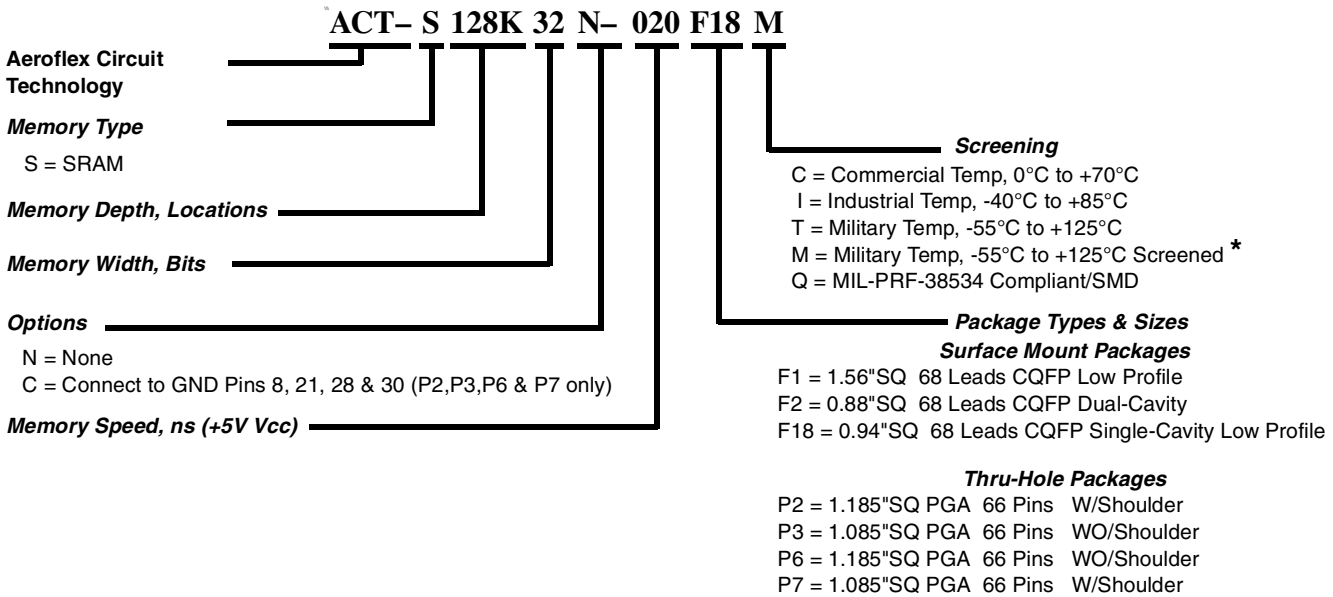 ACT– S 128K 32 N– 020 F18 M
Aeroflex Circuit
Technology
Memory Type
S = SRAM
Memory Depth, Locations
Memory Width, Bits
Options
N = None
C = Connect to GND Pins 8, 21, 28 & 30 (P2,P3,P6 & P7 only)
Memory Speed, ns (+5V Vcc)
Screening
C = Commercial Temp, 0°C to +70°C
I = Industrial Temp, -40°C to +85°C
T = Military Temp, -55°C to +125°C
M = Military Temp, -55°C to +125°C Screened *
Q = MIL-PRF-38534 Compliant/SMD
Package Types & Sizes
Surface Mount Packages
F1 = 1.56"SQ 68 Leads CQFP Low Profile
F2 = 0.88"SQ 68 Leads CQFP Dual-Cavity
F18 = 0.94"SQ 68 Leads CQFP Single-Cavity Low Profile
Thru-Hole Packages
P2 = 1.185"SQ PGA 66 Pins W/Shoulder
P3 = 1.085"SQ PGA 66 Pins WO/Shoulder
P6 = 1.185"SQ PGA 66 Pins WO/Shoulder
P7 = 1.085"SQ PGA 66 Pins W/Shoulder